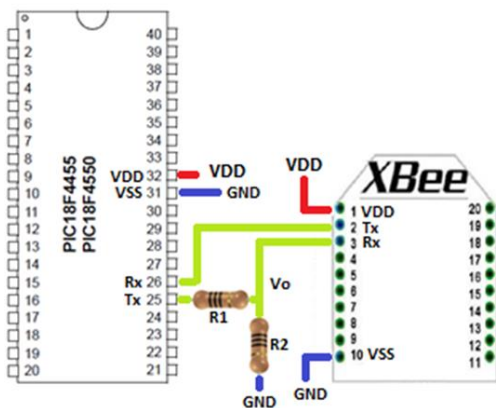 1 40
2 39
3 38
4 37
5 36
6 35
7 34
8 33
9 VDD 32 VDD
10 VSS 31 GND
11 30
12 29
13 28
14 27
15 Rx 26
16 Tx 25
17 24
18 23
19 22
20 21
PIC18F4455
PIC18F4550
R1
Vo
R2
GND
VDD
XBee
1 VDD 20
2 Tx 19
3 Rx 18
4 17
5 16
6 15
7 14
8 13
9 12
10 VSS 11
GND